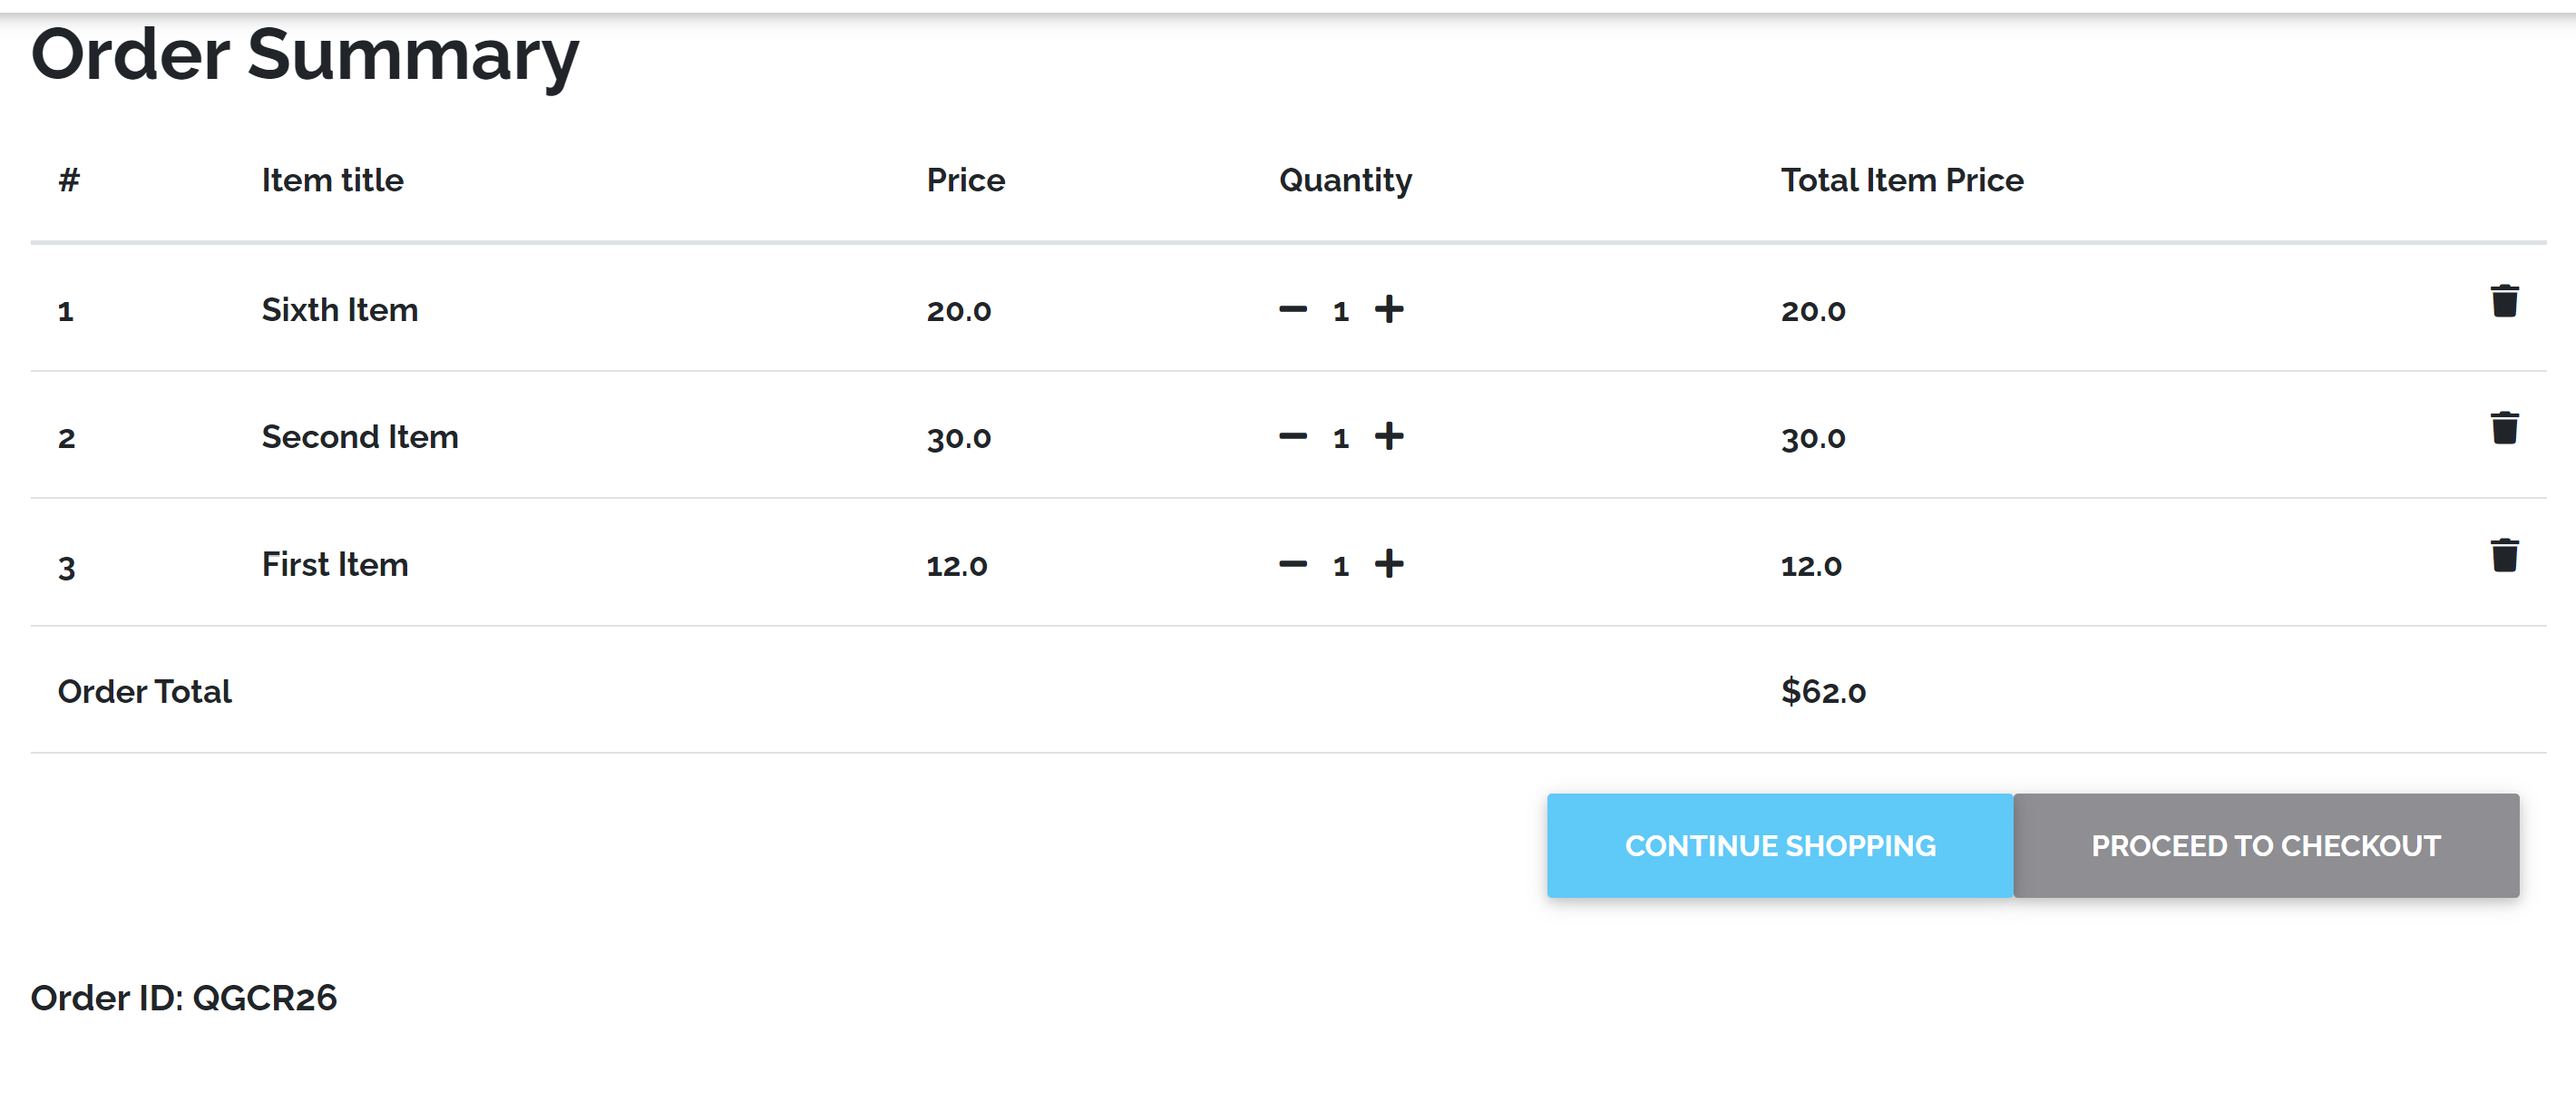 Order Summary
# Item title Price Quantity Total Item Price
1 Sixth Item 20.0 1 20.0
2 Second Item 30.0 1 30.0
3 First Item 12.0 1 12.0
Order Total $62.0
CONTINUE SHOPPING PROCEED TO CHECKOUT
Order ID: QGCR26